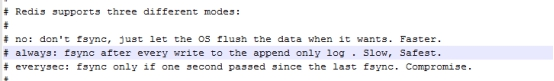 # Redis supports three different modes:
#
# no: don't fsync, just let the OS flush the data when it wants. Faster.
# always: fsync after every write to the append only log . Slow, Safest.
# everysec: fsync only if one second passed since the last fsync. Compromise.
#